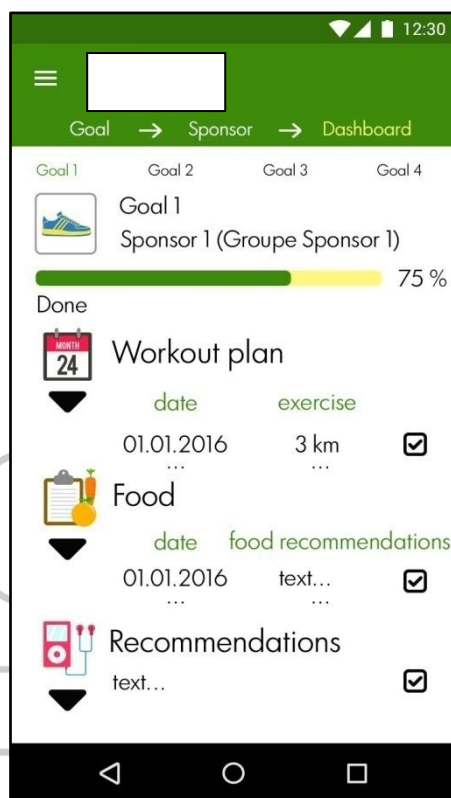 12:30
Goal → Sponsor → Dashboard
Goal 1 Goal 2 Goal 3 Goal 4
Goal 1
Sponsor 1 (Groupe Sponsor 1)
75 %
Done
MONTH
24
Workout plan
date exercise
01.01.2016 3 km
... ...
Food
date food recommendations
01.01.2016 text...
... ...
Recommendations
text...